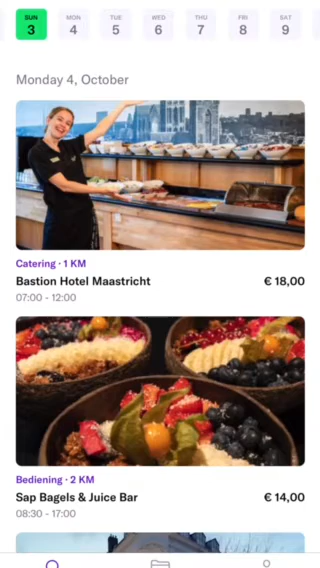 SUN MON TUE WED THU FRI SAT
3 4 5 6 7 8 9
Monday 4, October
Catering · 1 KM
Bastion Hotel Maastricht € 18,00
07:00 - 12:00
Bediening · 2 KM
Sap Bagels & Juice Bar € 14,00
08:30 - 17:00